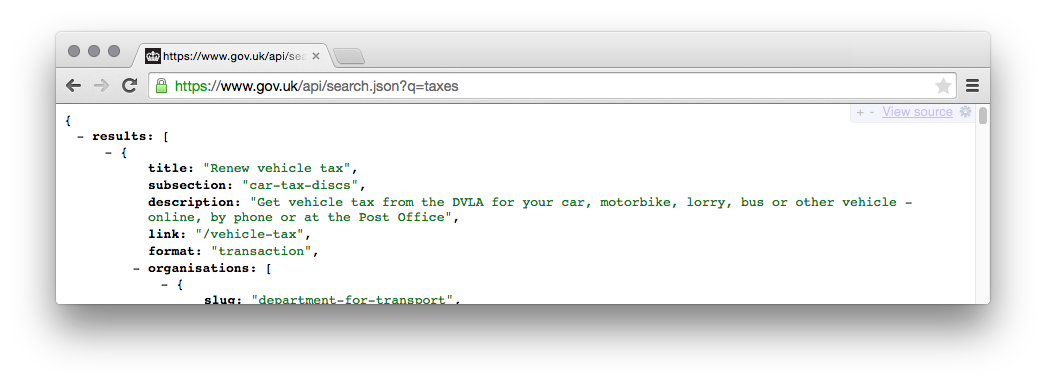 https://www.gov.uk/api/sea
https://www.gov.uk/api/search.json?q=taxes
+ - View source
{
- results: [
- {
title: "Renew vehicle tax",
subsection: "car-tax-discs",
description: "Get vehicle tax from the DVLA for your car, motorbike, lorry, bus or other vehicle –
online, by phone or at the Post Office",
link: "/vehicle-tax",
format: "transaction",
- organisations: [
- {
slug: "department-for-transport",